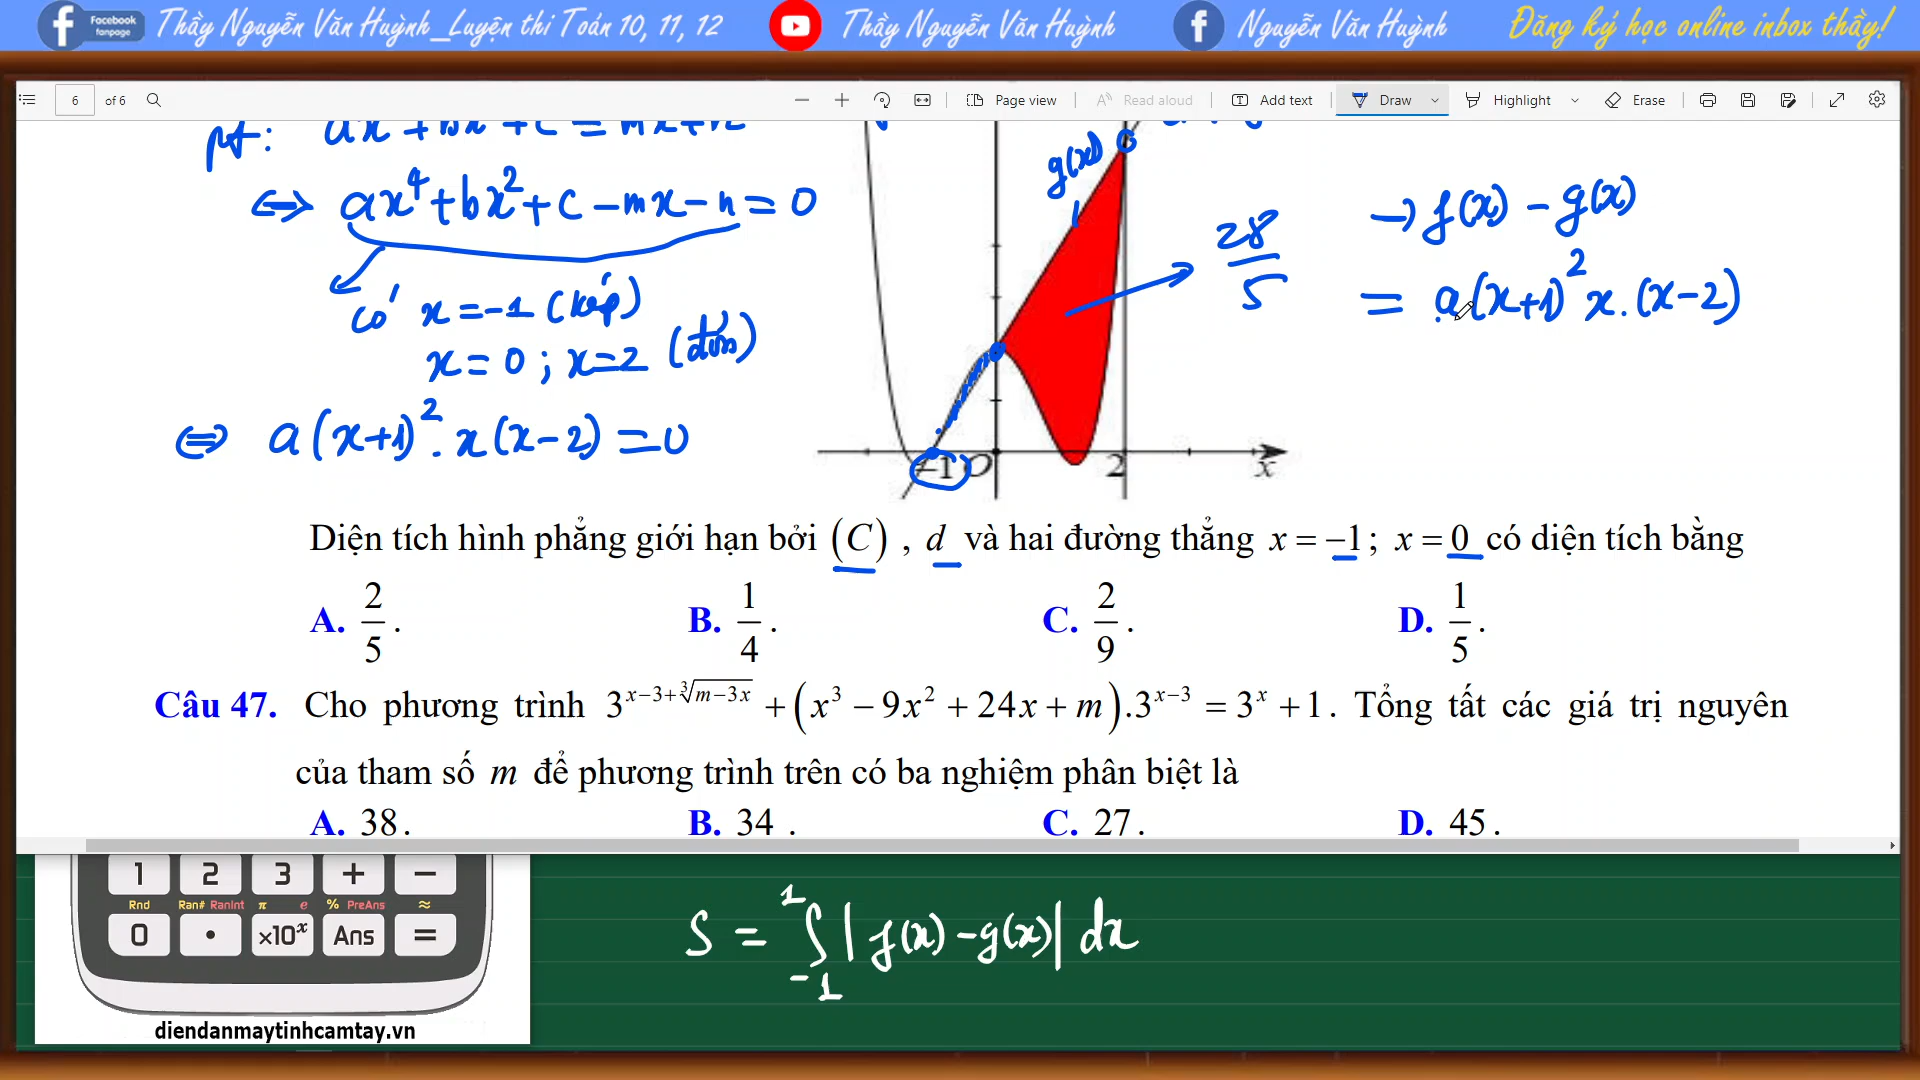 Facebook fanpage Thầy Nguyễn Văn Huỳnh_Luyện thi Toán 10, 11, 12 Thầy Nguyễn Văn Huỳnh Nguyễn Văn Huỳnh Đăng ký học online inbox thầy!
6 of 6 Page view Read aloud Add text Draw Highlight Erase
pt:
⇔ ax⁴ + bx² + c − mx − n = 0
có x = −1 (kép)
x = 0 ; x = 2 (đơn)
⇔ a(x+1)². x(x−2) = 0
g(x)
28/5
→ f(x) − g(x)
= a(x+1)² x.(x−2)
−1 O 2 x
Diện tích hình phẳng giới hạn bởi (C) , d và hai đường thẳng x = −1; x = 0 có diện tích bằng
A. 2/5 . B. 1/4 . C. 2/9 . D. 1/5 .
Câu 47. Cho phương trình 3^{x−3+∛(m−3x)} + (x³ − 9x² + 24x + m).3^{x−3} = 3^x + 1. Tổng tất các giá trị nguyên
của tham số m để phương trình trên có ba nghiệm phân biệt là
A. 38. B. 34 . C. 27. D. 45.
1 2 3 + −
Rnd Ran# RanInt π e % PreAns ≈
0 • ×10^x Ans =
diendanmaytinhcamtay.vn
S = ∫_{−1}^{1} |f(x) − g(x)| dx